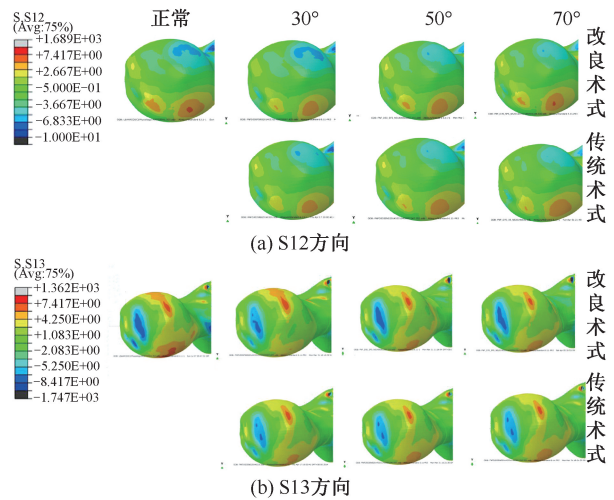 正常 30° 50° 70°
S,S12
(Avg:75%)
+1.689E+03
+7.417E+00
+2.667E+00
−5.000E−01
−3.667E+00
−6.833E+00
−1.000E+01
改良术式
传统术式
(a) S12方向
S,S13
(Avg:75%)
+1.362E+03
+7.417E+00
+4.250E+00
+1.083E+00
−2.083E+00
−5.250E+00
−8.417E+00
−1.747E+03
改良术式
传统术式
(b) S13方向